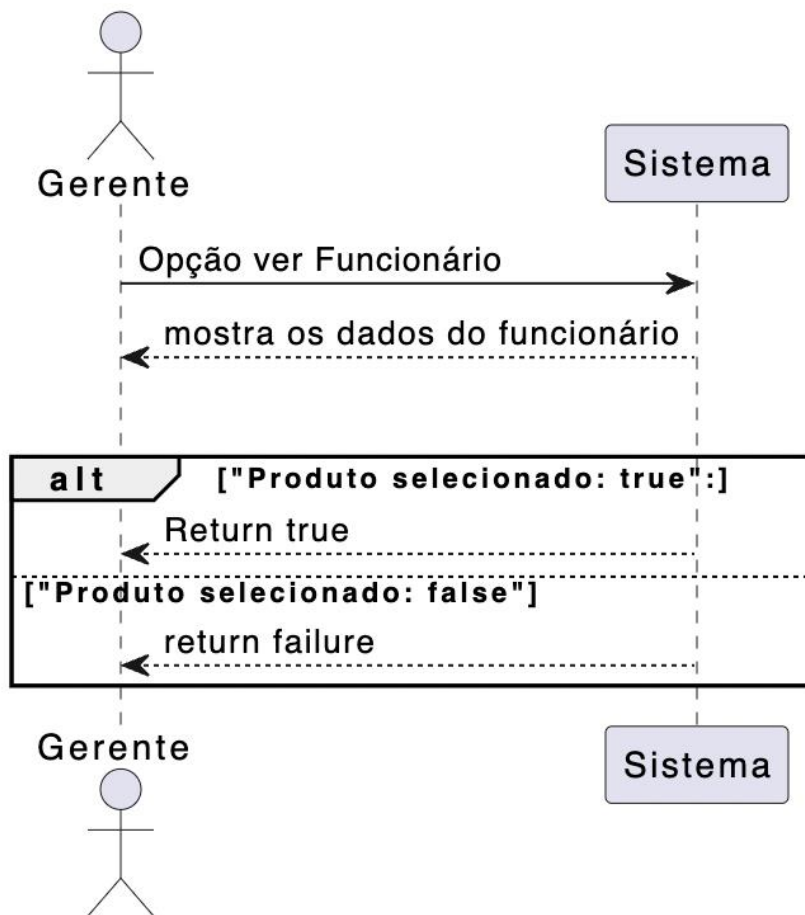 Gerente
Sistema
Opção ver Funcionário
mostra os dados do funcionário
alt
["Produto selecionado: true":]
Return true
["Produto selecionado: false"]
return failure
Gerente
Sistema